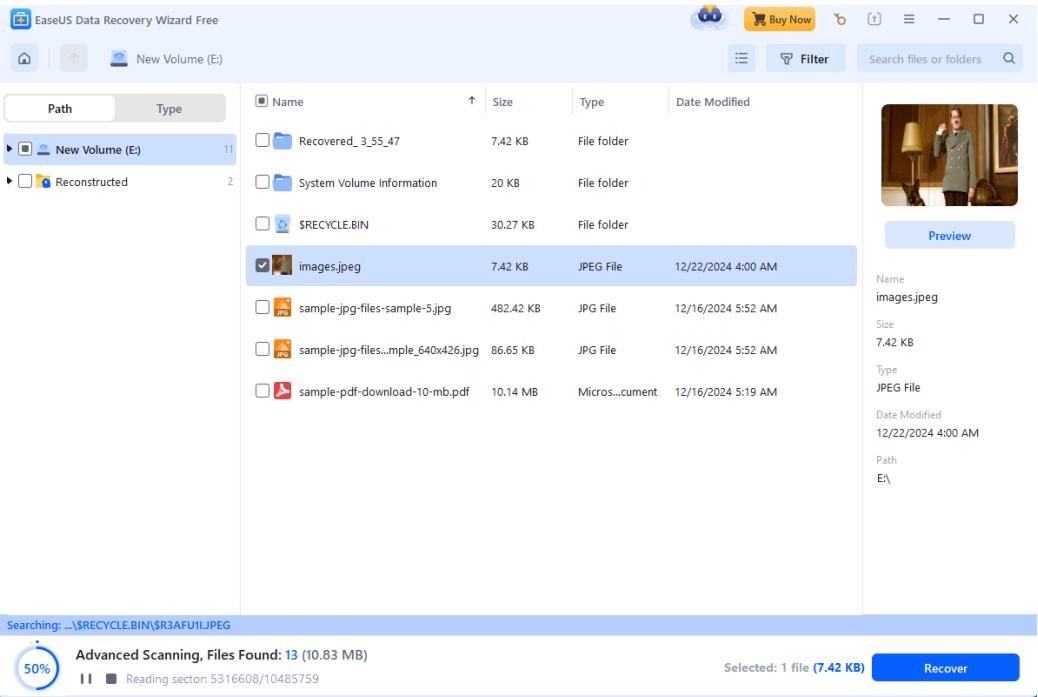 EaseUS Data Recovery Wizard Free
Buy Now
New Volume (E:)
Filter
Search files or folders
Path
Type
New Volume (E:) 11
Reconstructed 2
Name Size Type Date Modified
Recovered_ 3_55_47 7.42 KB File folder
System Volume Information 20 KB File folder
$RECYCLE.BIN 30.27 KB File folder
images.jpeg 7.42 KB JPEG File 12/22/2024 4:00 AM
sample-jpg-files-sample-5.jpg 482.42 KB JPG File 12/16/2024 5:52 AM
sample-jpg-files...mple_640x426.jpg 86.65 KB JPG File 12/16/2024 5:52 AM
sample-pdf-download-10-mb.pdf 10.14 MB Micros...cument 12/16/2024 5:19 AM
JPG
JPG
Preview
Name
images.jpeg
Size
7.42 KB
Type
JPEG File
Date Modified
12/22/2024 4:00 AM
Path
E:\
Searching: ...\$RECYCLE.BIN\$R3AFU1I.JPEG
50%
Advanced Scanning, Files Found: 13 (10.83 MB)
Reading sector: 5316608/10485759
Selected: 1 file (7.42 KB)
Recover